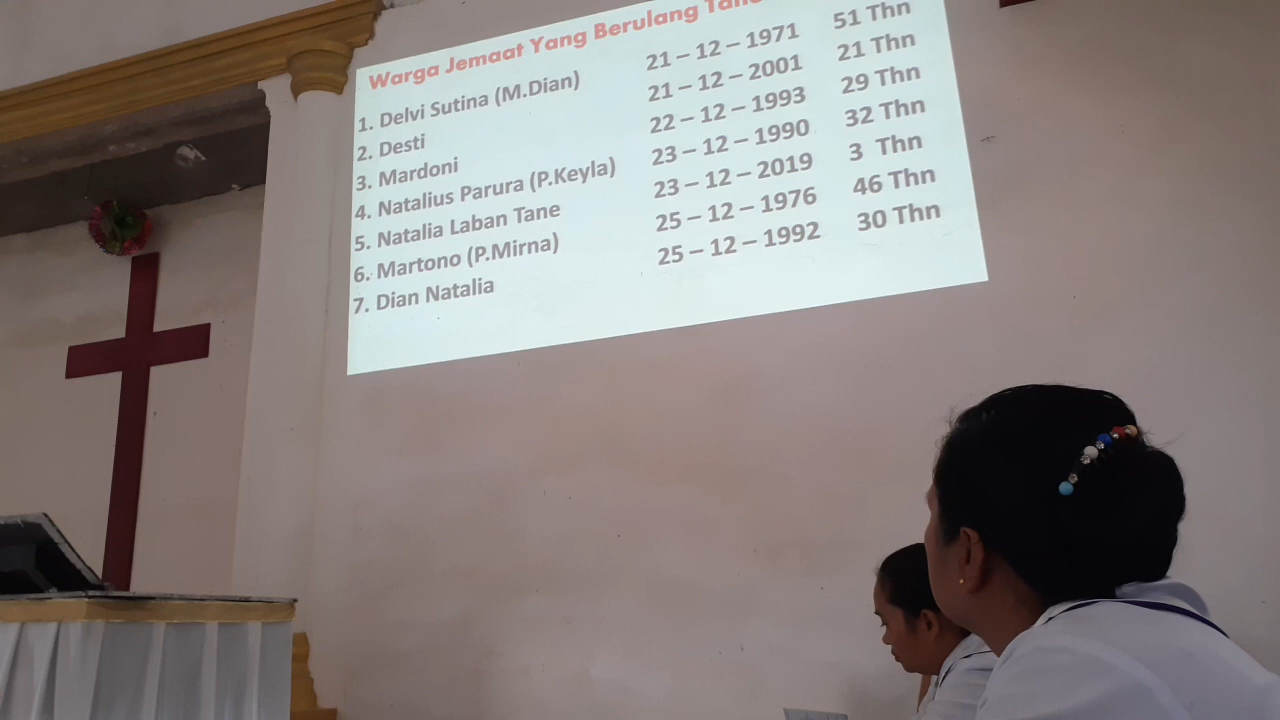 Warga Jemaat Yang Berulang
1. Delvi Sutina (M.Dian) 21 – 12 – 1971 51 Thn
2. Desti 21 – 12 – 2001 21 Thn
3. Mardoni 22 – 12 – 1993 29 Thn
4. Natalius Parura (P.Keyla) 23 – 12 – 1990 32 Thn
5. Natalia Laban Tane 23 – 12 – 2019 3 Thn
6. Martono (P.Mirna) 25 – 12 – 1976 46 Thn
7. Dian Natalia 25 – 12 – 1992 30 Thn